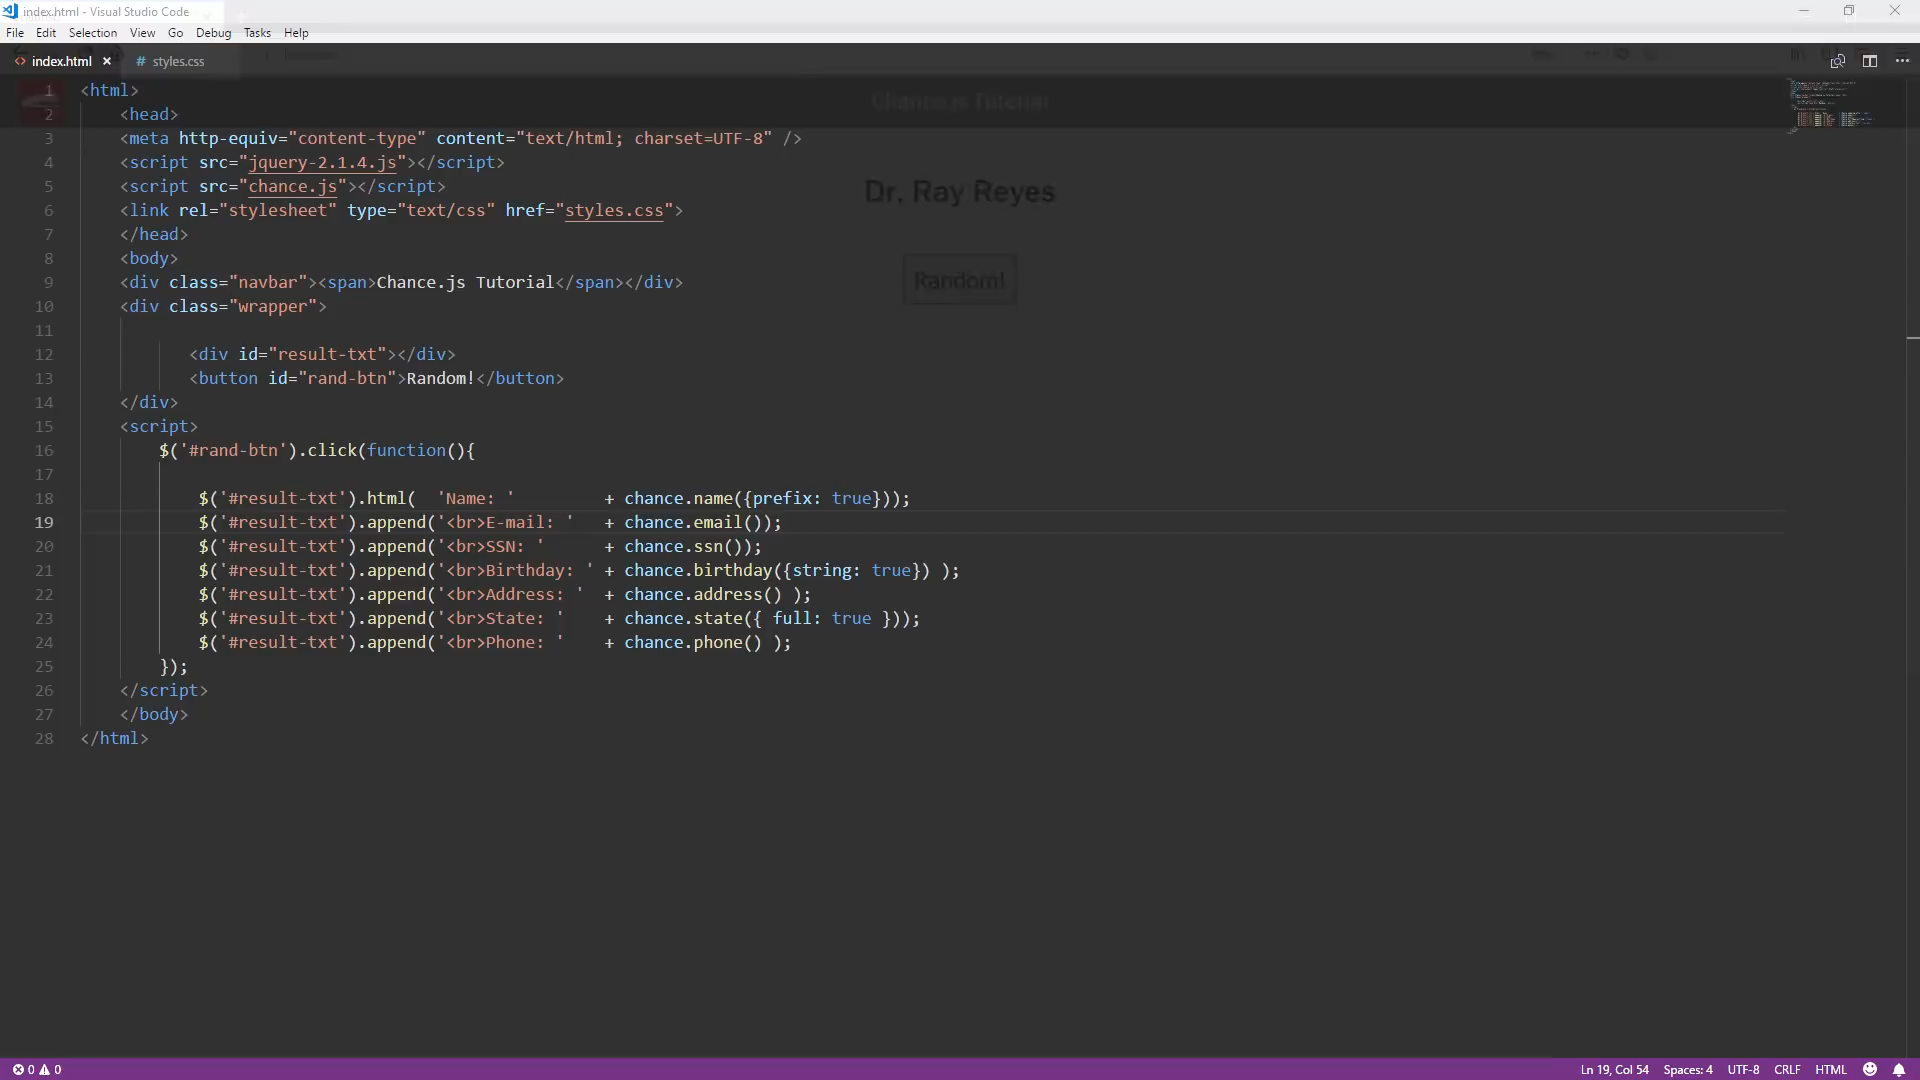 index.html - Visual Studio Code
File Edit Selection View Go Debug Tasks Help
<> index.html × # styles.css
Chance.js Tutorial
Dr. Ray Reyes
Random!
1 <html>
2 <head>
3 <meta http-equiv="content-type" content="text/html; charset=UTF-8" />
4 <script src="jquery-2.1.4.js"></script>
5 <script src="chance.js"></script>
6 <link rel="stylesheet" type="text/css" href="styles.css">
7 </head>
8 <body>
9 <div class="navbar"><span>Chance.js Tutorial</span></div>
10 <div class="wrapper">
11
12 <div id="result-txt"></div>
13 <button id="rand-btn">Random!</button>
14 </div>
15 <script>
16 $('#rand-btn').click(function(){
17
18 $('#result-txt').html(  'Name: '         + chance.name({prefix: true}));
19 $('#result-txt').append('<br>E-mail: '   + chance.email());
20 $('#result-txt').append('<br>SSN: '      + chance.ssn());
21 $('#result-txt').append('<br>Birthday: ' + chance.birthday({string: true}) );
22 $('#result-txt').append('<br>Address: '  + chance.address() );
23 $('#result-txt').append('<br>State: '    + chance.state({ full: true }));
24 $('#result-txt').append('<br>Phone: '    + chance.phone() );
25 });
26 </script>
27 </body>
28 </html>
0 0 Ln 19, Col 54 Spaces: 4 UTF-8 CRLF HTML